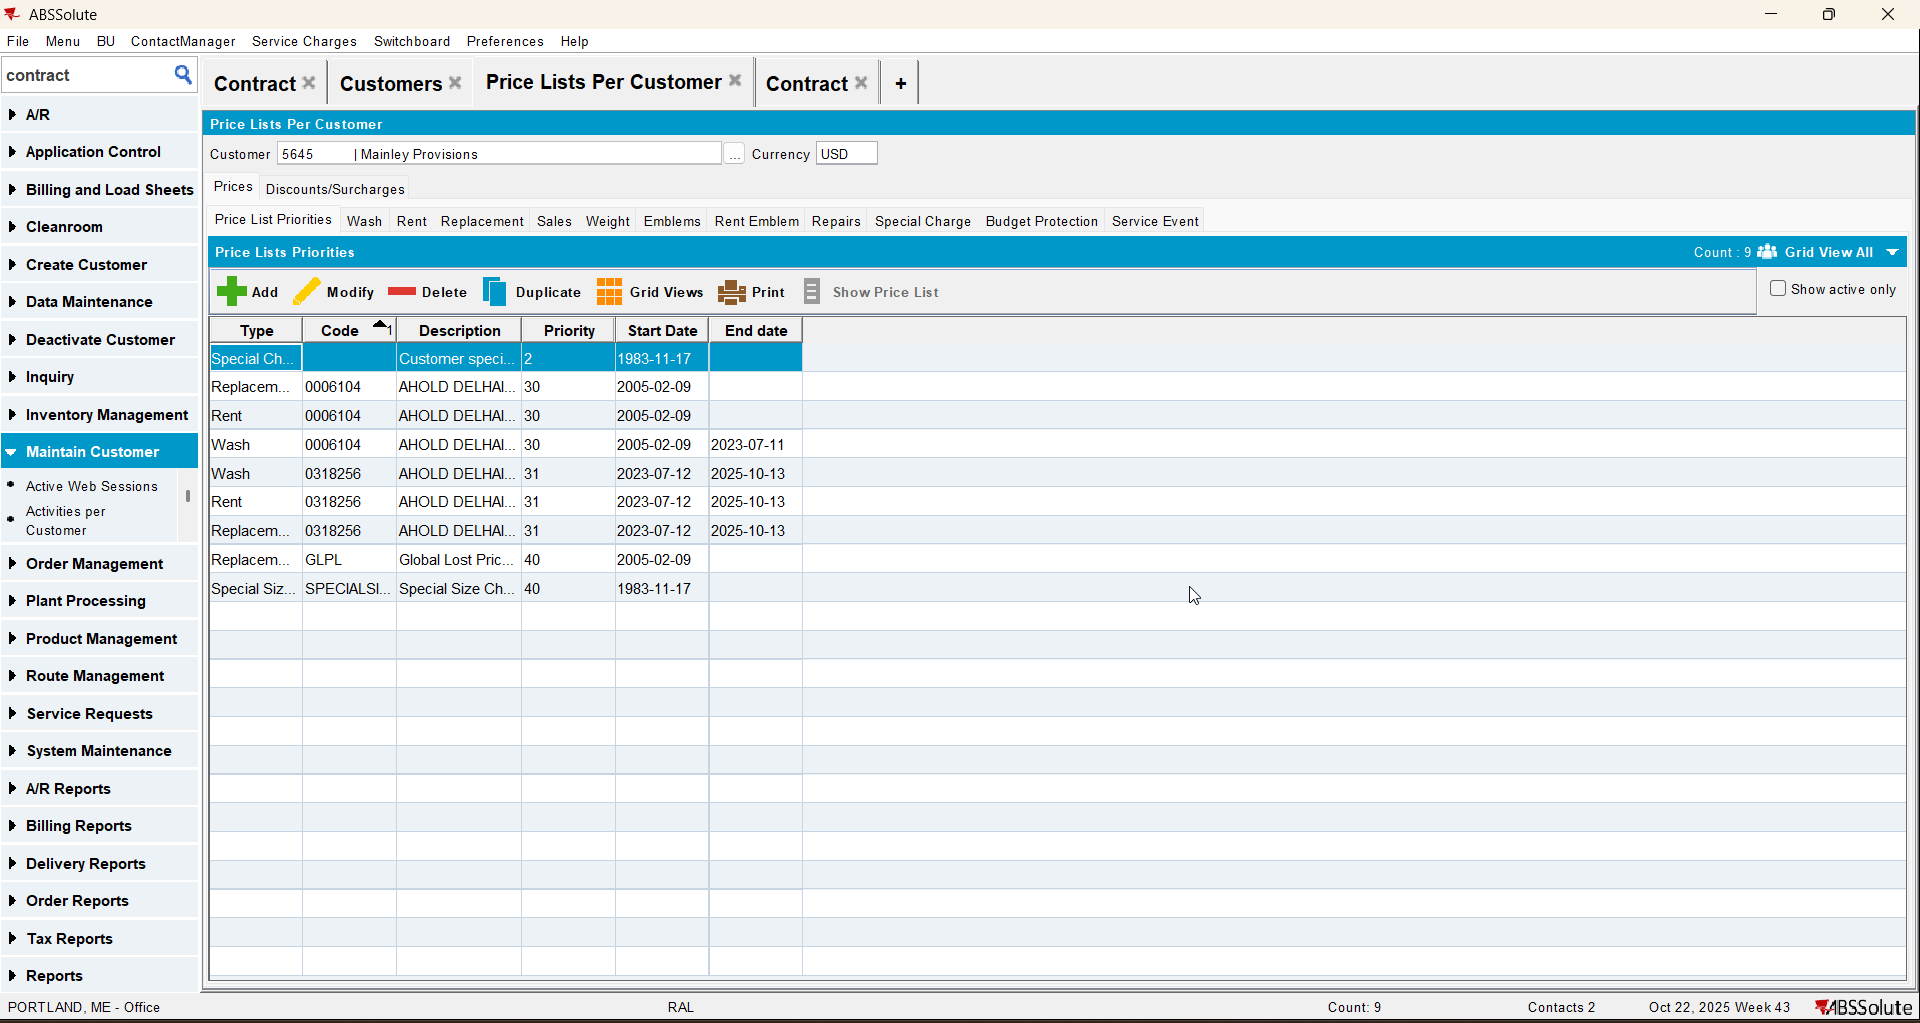 ABSSolute
File Menu BU ContactManager Service Charges Switchboard Preferences Help
contract
Contract Customers Price Lists Per Customer Contract +
A/R
Application Control
Billing and Load Sheets
Cleanroom
Create Customer
Data Maintenance
Deactivate Customer
Inquiry
Inventory Management
Maintain Customer
Active Web Sessions
Activities per
Customer
Order Management
Plant Processing
Product Management
Route Management
Service Requests
System Maintenance
A/R Reports
Billing Reports
Delivery Reports
Order Reports
Tax Reports
Reports
Price Lists Per Customer
Customer 5645 | Mainley Provisions ... Currency USD
Prices Discounts/Surcharges
Price List Priorities Wash Rent Replacement Sales Weight Emblems Rent Emblem Repairs Special Charge Budget Protection Service Event
Price Lists Priorities Count : 9 Grid View All
Add Modify Delete Duplicate Grid Views Print Show Price List Show active only
Type Code 1 Description Priority Start Date End date
Special Ch... Customer speci... 2 1983-11-17
Replacem... 0006104 AHOLD DELHAI... 30 2005-02-09
Rent 0006104 AHOLD DELHAI... 30 2005-02-09
Wash 0006104 AHOLD DELHAI... 30 2005-02-09 2023-07-11
Wash 0318256 AHOLD DELHAI... 31 2023-07-12 2025-10-13
Rent 0318256 AHOLD DELHAI... 31 2023-07-12 2025-10-13
Replacem... 0318256 AHOLD DELHAI... 31 2023-07-12 2025-10-13
Replacem... GLPL Global Lost Pric... 40 2005-02-09
Special Siz... SPECIALSI... Special Size Ch... 40 1983-11-17
PORTLAND, ME - Office RAL Count: 9 Contacts 2 Oct 22, 2025 Week 43 ABSSolute